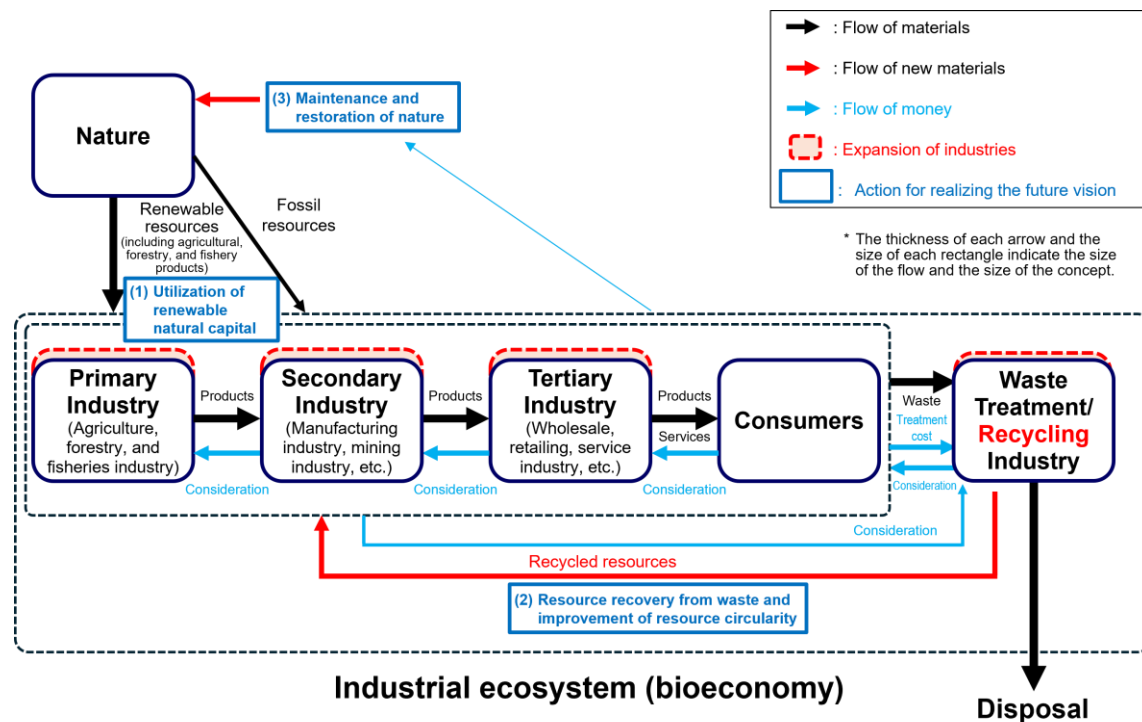 : Flow of materials
: Flow of new materials
: Flow of money
: Expansion of industries
: Action for realizing the future vision
* The thickness of each arrow and the
size of each rectangle indicate the size
of the flow and the size of the concept.
Nature
(3) Maintenance and
restoration of nature
Renewable
resources
(including agricultural,
forestry, and fishery
products)
Fossil
resources
(1) Utilization of
renewable
natural capital
Primary
Industry
(Agriculture,
forestry, and
fisheries industry)
Products
Consideration
Secondary
Industry
(Manufacturing
industry, mining
industry, etc.)
Products
Consideration
Tertiary
Industry
(Wholesale,
retailing, service
industry, etc.)
Products
Services
Consideration
Consumers
Waste
Treatment
cost
Consideration
Waste
Treatment/
Recycling
Industry
Consideration
Recycled resources
(2) Resource recovery from waste and
improvement of resource circularity
Industrial ecosystem (bioeconomy)
Disposal